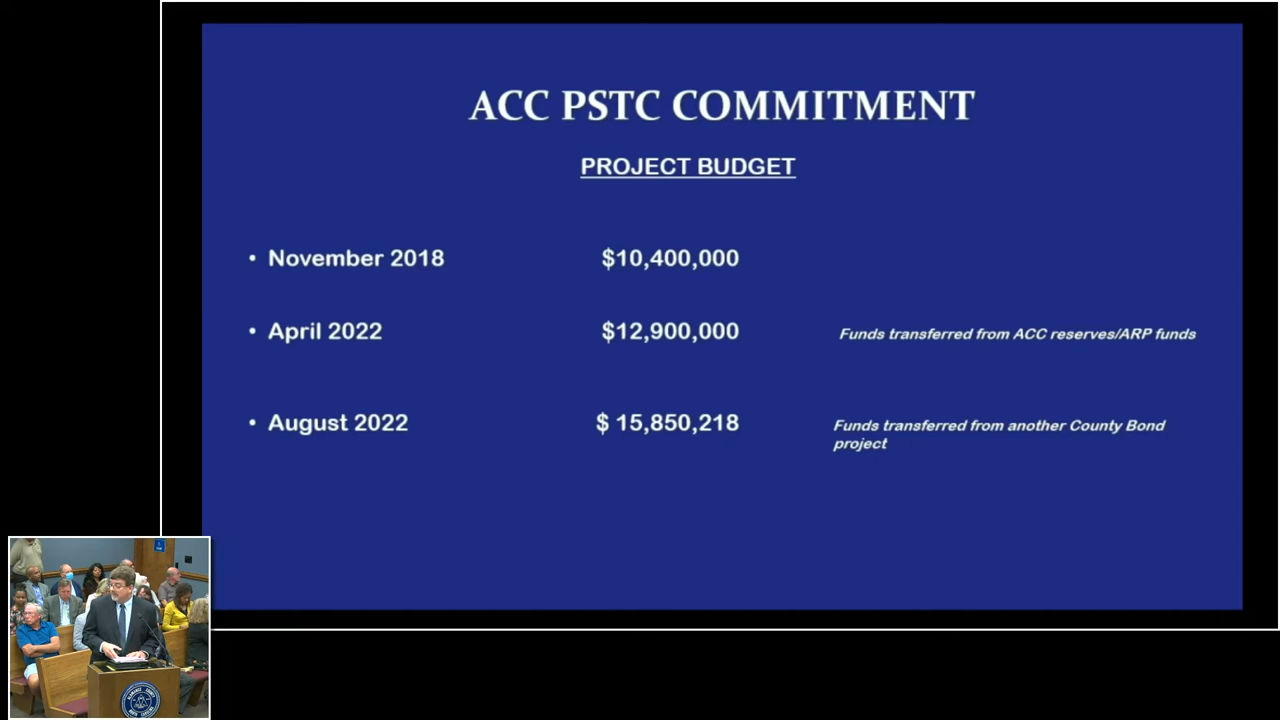 ACC PSTC COMMITMENT
PROJECT BUDGET
• November 2018 $10,400,000
• April 2022 $12,900,000 Funds transferred from ACC reserves/ARP funds
• August 2022 $ 15,850,218 Funds transferred from another County Bond
project